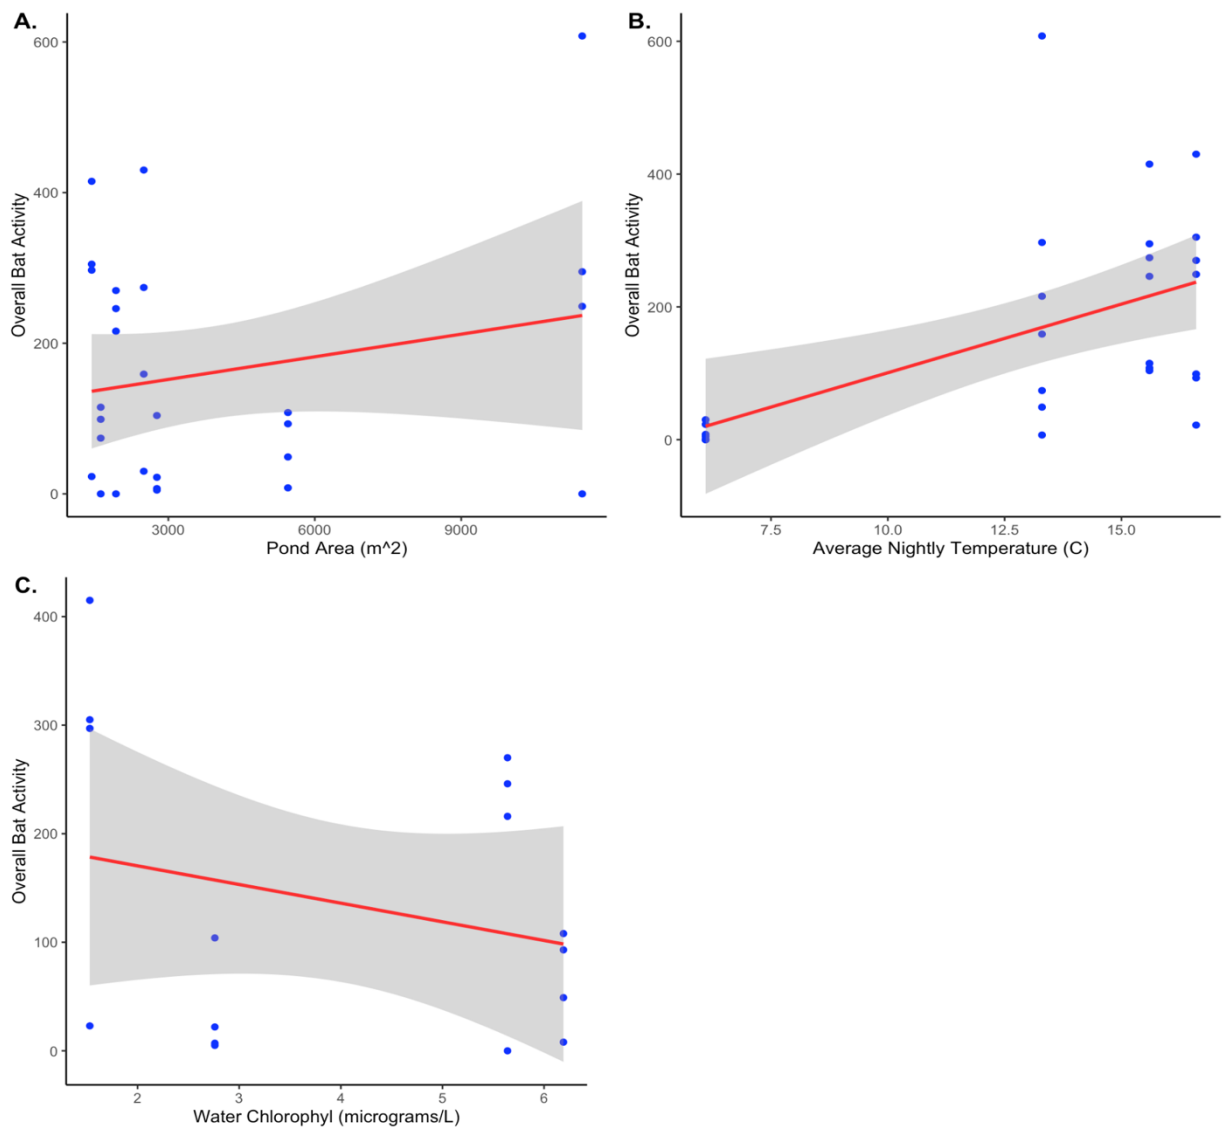 A.
600
400
200
0
Overall Bat Activity
3000 6000 9000
Pond Area (m^2)
B.
600
400
200
0
Overall Bat Activity
7.5 10.0 12.5 15.0
Average Nightly Temperature (C)
C.
400
300
200
100
0
Overall Bat Activity
2 3 4 5 6
Water Chlorophyl (micrograms/L)